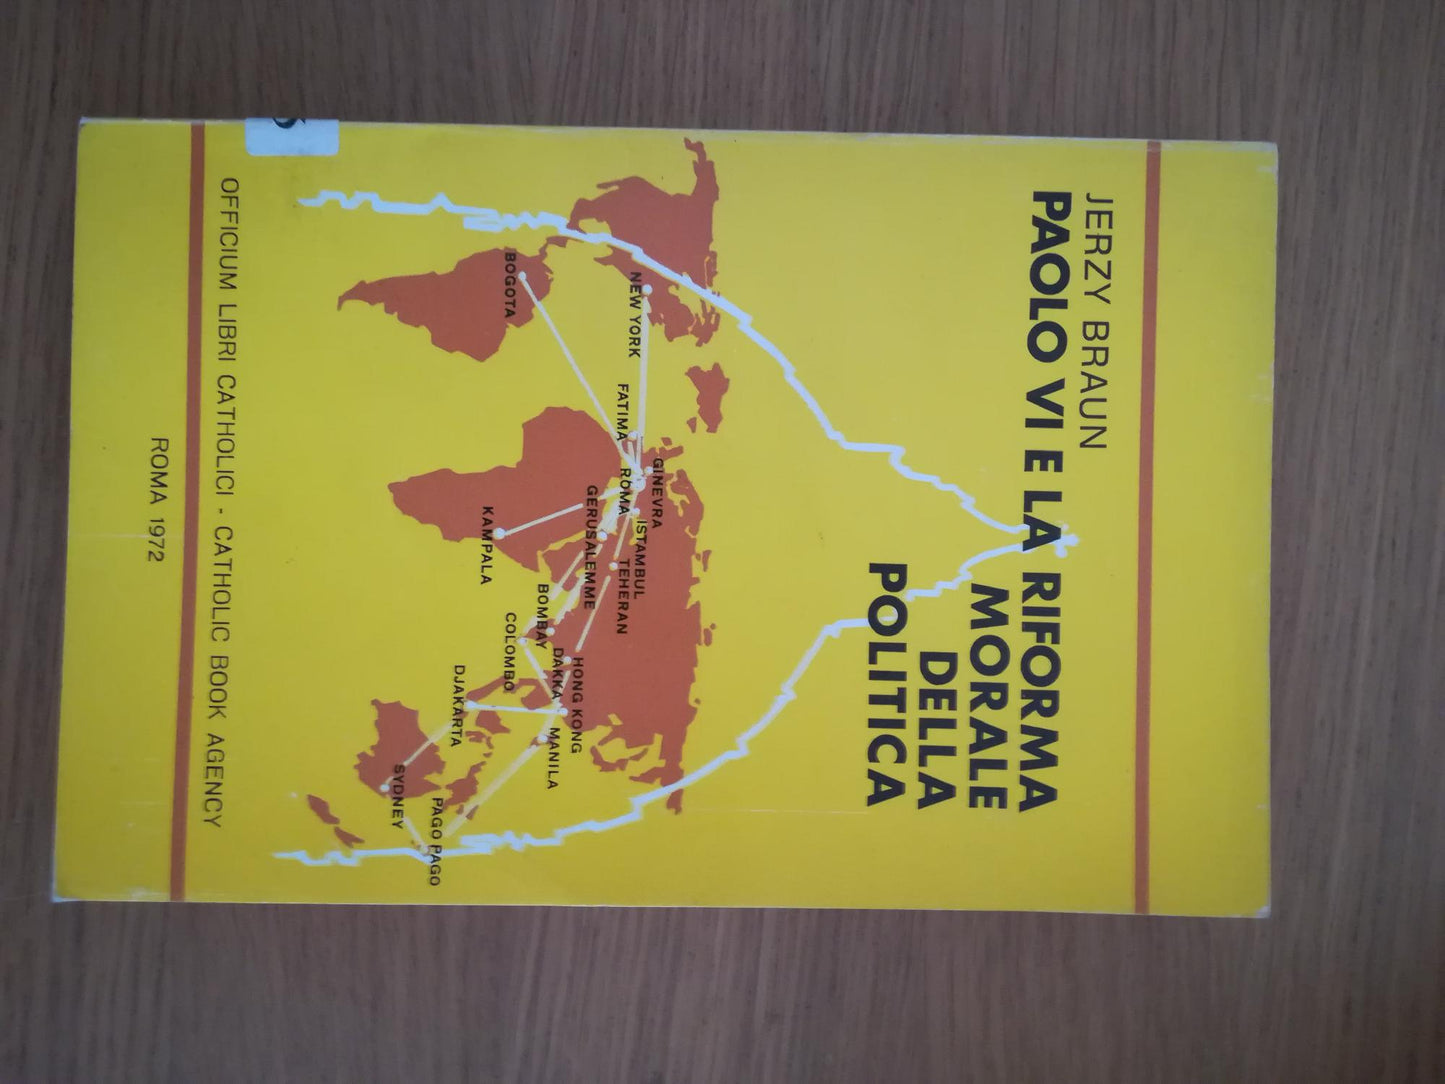 JERZY BRAUN
PAOLO VI E LA RIFORMA
MORALE
DELLA
POLITICA
NEW YORK
BOGOTA
FATIMA
GINEVRA
ROMA
ISTAMBUL
GERUSALEMME
TEHERAN
KAMPALA
BOMBAY
COLOMBO
DAKKA
HONG KONG
MANILA
DJAKARTA
SYDNEY
PAGO PAGO
OFFICIUM LIBRI CATHOLICI - CATHOLIC BOOK AGENCY
ROMA 1972